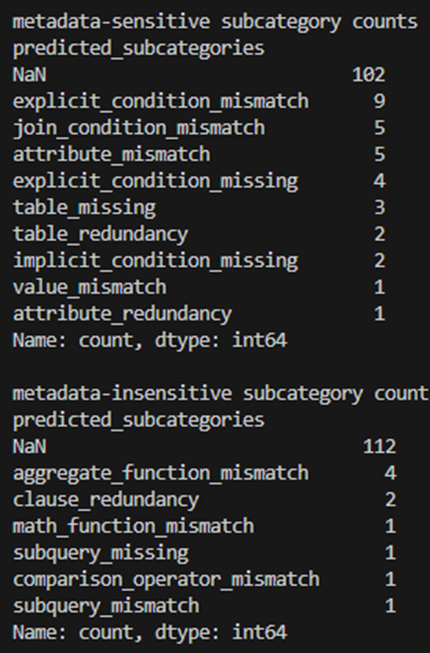 metadata-sensitive subcategory counts
predicted_subcategories
NaN 102
explicit_condition_mismatch 9
join_condition_mismatch 5
attribute_mismatch 5
explicit_condition_missing 4
table_missing 3
table_redundancy 2
implicit_condition_missing 2
value_mismatch 1
attribute_redundancy 1
Name: count, dtype: int64
metadata-insensitive subcategory count
predicted_subcategories
NaN 112
aggregate_function_mismatch 4
clause_redundancy 2
math_function_mismatch 1
subquery_missing 1
comparison_operator_mismatch 1
subquery_mismatch 1
Name: count, dtype: int64